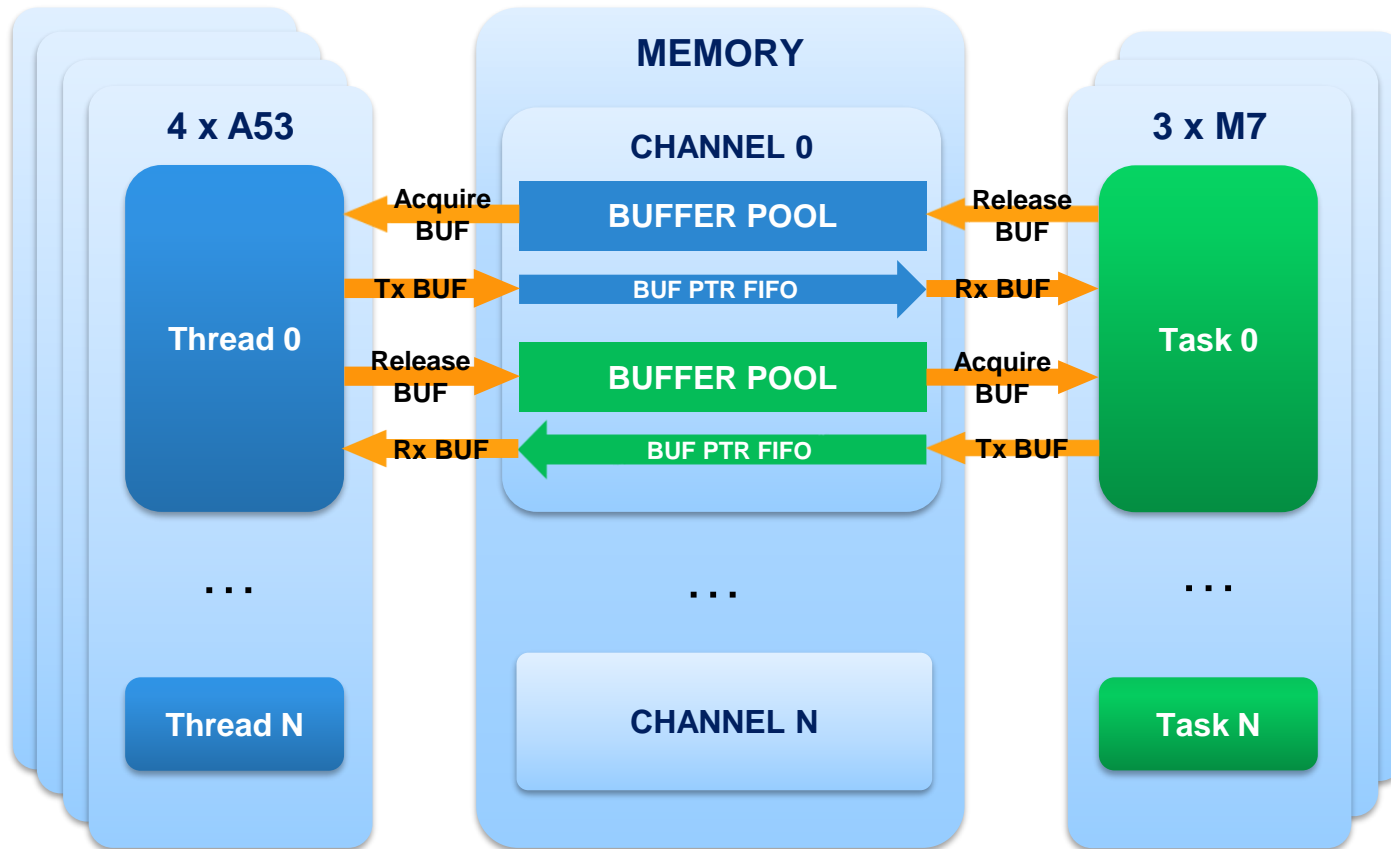 MEMORY
4 x A53
3 x M7
CHANNEL 0
Acquire
BUF
BUFFER POOL
Release
BUF
Tx BUF
BUF PTR FIFO
Rx BUF
Thread 0
Task 0
Release
BUF
BUFFER POOL
Acquire
BUF
Rx BUF
BUF PTR FIFO
Tx BUF
...
...
...
Thread N
CHANNEL N
Task N